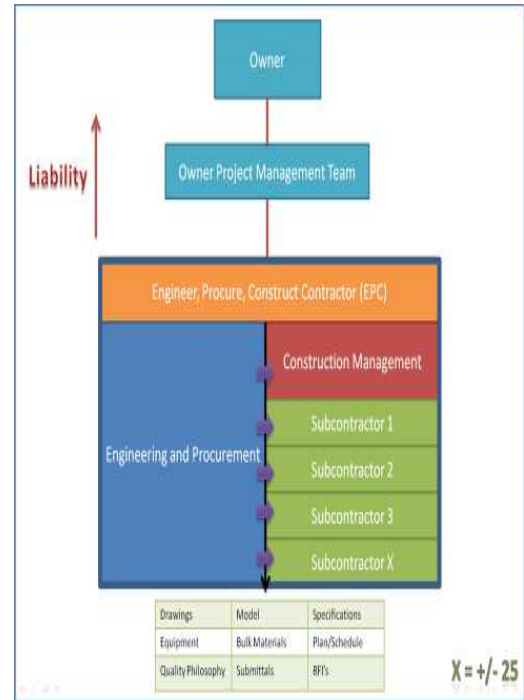 Owner
Liability
Owner Project Management Team
Engineer, Procure, Construct Contractor (EPC)
Construction Management
Engineering and Procurement
Subcontractor 1
Subcontractor 2
Subcontractor 3
Subcontractor X
Drawings Model Specifications
Equipment Bulk Materials Plan/Schedule
Quality Philosophy Submittals RFI's
X = +/- 25